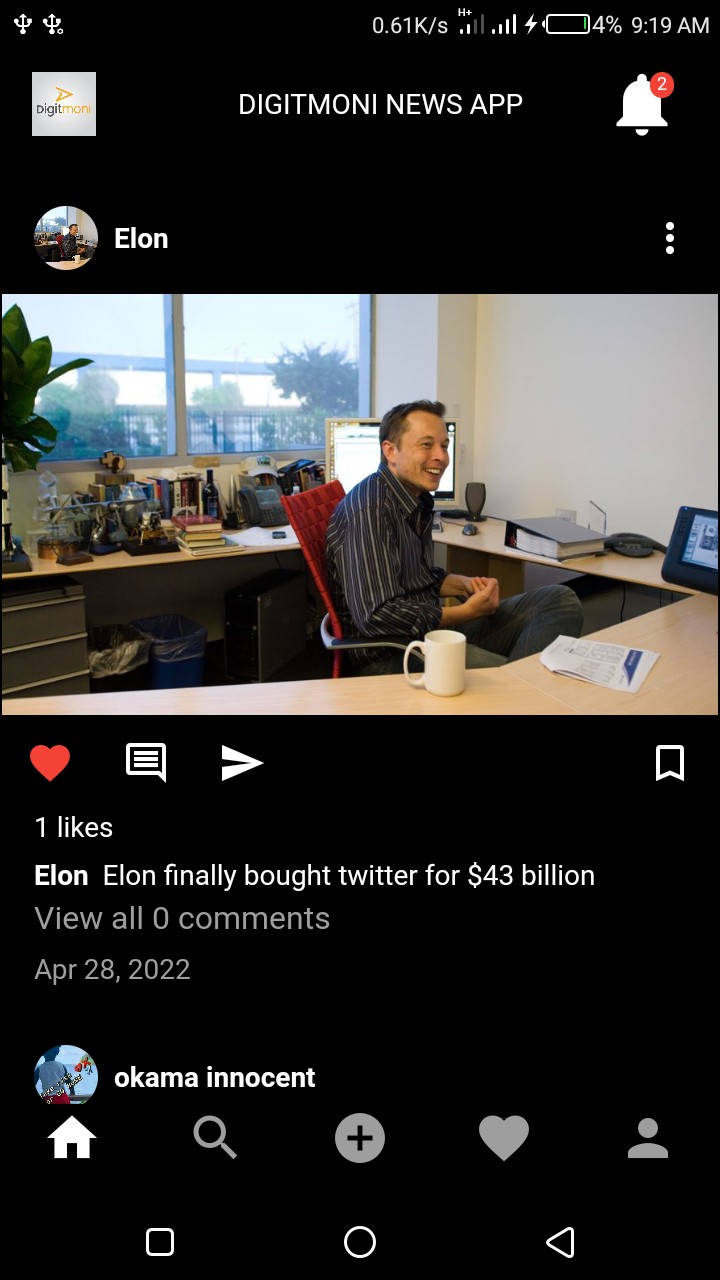 0.61K/s H+ 4% 9:19 AM
Digitmoni
DIGITMONI NEWS APP
2
Elon
1 likes
Elon Elon finally bought twitter for $43 billion
View all 0 comments
Apr 28, 2022
okama innocent